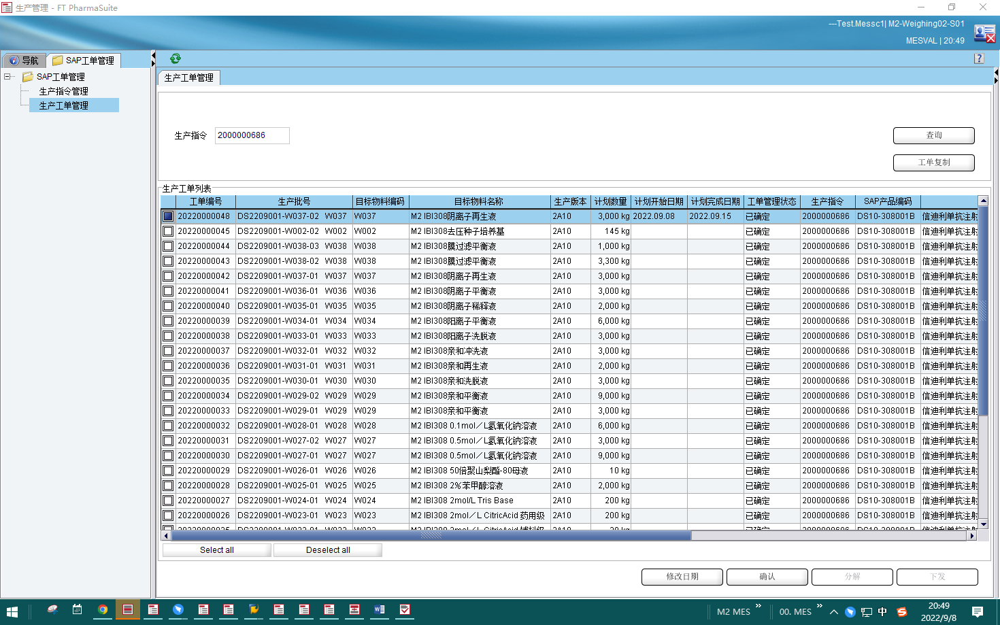 生产管理 - FT PharmaSuite
---Test.Messc1| M2-Weighing02-S01
MESVAL | 20:49
导航 SAP工单管理
SAP工单管理
生产指令管理
生产工单管理
生产工单管理
生产指令 2000000686
查询
工单复制
生产工单列表
工单编号 生产批号 目标物料编码 目标物料名称 生产版本 计划数量 计划开始日期 计划完成日期 工单管理状态 生产指令 SAP产品编码
20220000048 DS2209001-W037-02 W037 W037 M2 IBI308阴离子再生液 2A10 3,000 kg 2022.09.08 2022.09.15 已确定 2000000686 DS10-308001B 信迪利单抗注射
20220000045 DS2209001-W002-02 W002 W002 M2 IBI308去压种子培养基 2A10 145 kg 已确定 2000000686 DS10-308001B 信迪利单抗注射
20220000044 DS2209001-W038-03 W038 W038 M2 IBI308膜过滤平衡液 2A10 1,000 kg 已确定 2000000686 DS10-308001B 信迪利单抗注射
20220000043 DS2209001-W038-02 W038 W038 M2 IBI308膜过滤平衡液 2A10 3,300 kg 已确定 2000000686 DS10-308001B 信迪利单抗注射
20220000042 DS2209001-W037-01 W037 W037 M2 IBI308阴离子再生液 2A10 3,000 kg 已确定 2000000686 DS10-308001B 信迪利单抗注射
20220000041 DS2209001-W036-01 W036 W036 M2 IBI308阴离子平衡液 2A10 3,000 kg 已确定 2000000686 DS10-308001B 信迪利单抗注射
20220000040 DS2209001-W035-01 W035 W035 M2 IBI308阴离子稀释液 2A10 2,000 kg 已确定 2000000686 DS10-308001B 信迪利单抗注射
20220000039 DS2209001-W034-01 W034 W034 M2 IBI308阳离子平衡液 2A10 6,000 kg 已确定 2000000686 DS10-308001B 信迪利单抗注射
20220000038 DS2209001-W033-01 W033 W033 M2 IBI308阳离子洗脱液 2A10 3,000 kg 已确定 2000000686 DS10-308001B 信迪利单抗注射
20220000037 DS2209001-W032-01 W032 W032 M2 IBI308亲和冲洗液 2A10 3,000 kg 已确定 2000000686 DS10-308001B 信迪利单抗注射
20220000036 DS2209001-W031-01 W031 W031 M2 IBI308亲和再生液 2A10 2,000 kg 已确定 2000000686 DS10-308001B 信迪利单抗注射
20220000035 DS2209001-W030-01 W030 W030 M2 IBI308亲和洗脱液 2A10 3,000 kg 已确定 2000000686 DS10-308001B 信迪利单抗注射
20220000034 DS2209001-W029-02 W029 W029 M2 IBI308亲和平衡液 2A10 9,000 kg 已确定 2000000686 DS10-308001B 信迪利单抗注射
20220000033 DS2209001-W029-01 W029 W029 M2 IBI308亲和平衡液 2A10 3,000 kg 已确定 2000000686 DS10-308001B 信迪利单抗注射
20220000032 DS2209001-W028-01 W028 W028 M2 IBI308 0.1mol／L氢氧化钠溶液 2A10 6,000 kg 已确定 2000000686 DS10-308001B 信迪利单抗注射
20220000031 DS2209001-W027-02 W027 W027 M2 IBI308 0.5mol／L氢氧化钠溶液 2A10 3,000 kg 已确定 2000000686 DS10-308001B 信迪利单抗注射
20220000030 DS2209001-W027-01 W027 W027 M2 IBI308 0.5mol／L氢氧化钠溶液 2A10 9,000 kg 已确定 2000000686 DS10-308001B 信迪利单抗注射
20220000029 DS2209001-W026-01 W026 W026 M2 IBI308 50倍聚山梨酯-80母液 2A10 10 kg 已确定 2000000686 DS10-308001B 信迪利单抗注射
20220000028 DS2209001-W025-01 W025 W025 M2 IBI308 2%苯甲醇溶液 2A10 2,000 kg 已确定 2000000686 DS10-308001B 信迪利单抗注射
20220000027 DS2209001-W024-01 W024 W024 M2 IBI308 2mol/L Tris Base 2A10 200 kg 已确定 2000000686 DS10-308001B 信迪利单抗注射
20220000026 DS2209001-W023-01 W023 W023 M2 IBI308 2mol／L CitricAcid 药用级 2A10 200 kg 已确定 2000000686 DS10-308001B 信迪利单抗注射
Select all Deselect all
修改日期 确认 分解 下发
M2 MES 00. MES 中 20:49
2022/9/8